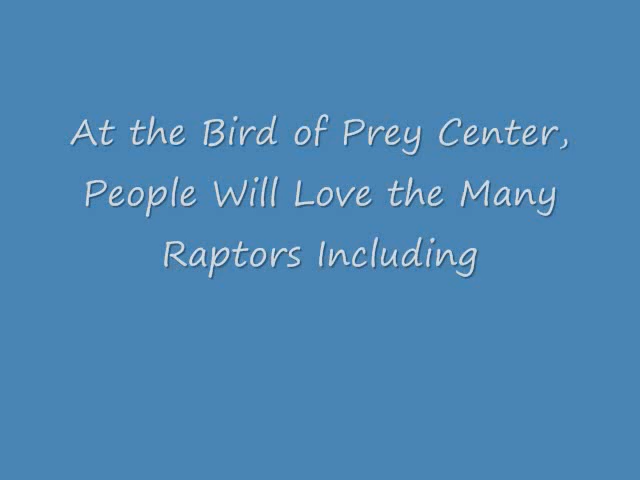 At the Bird of Prey Center,
People Will Love the Many
Raptors Including